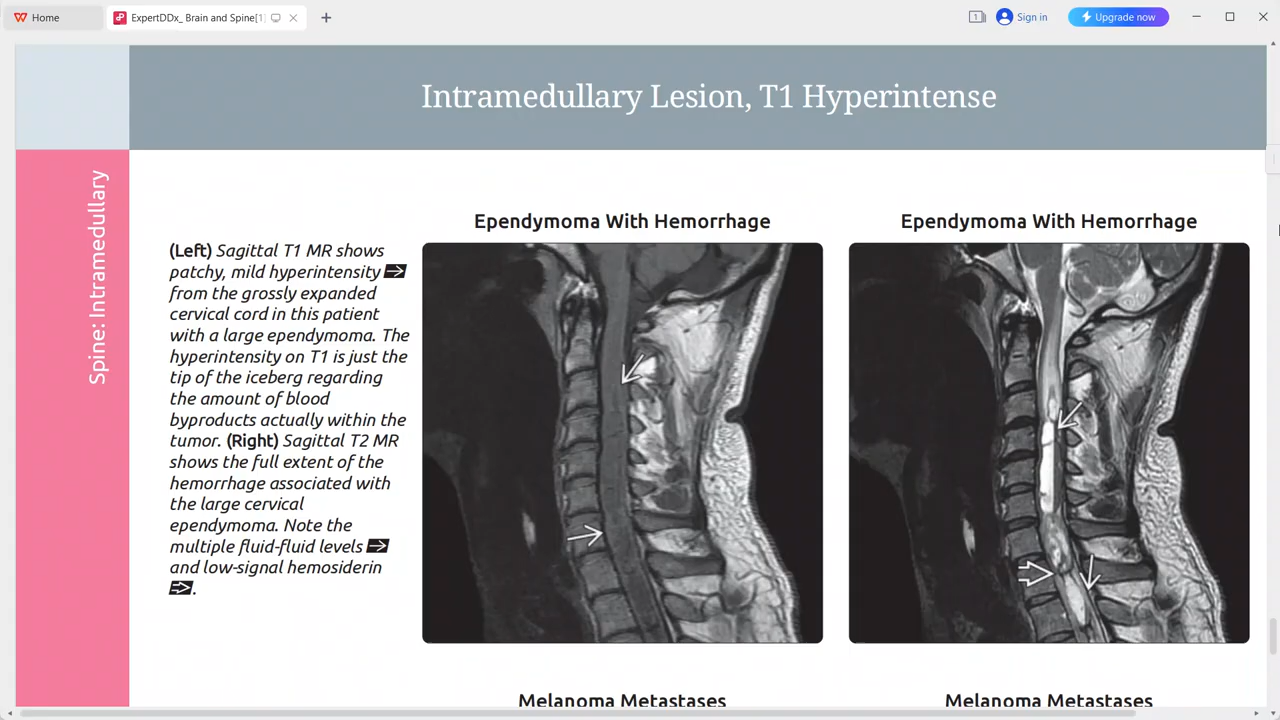 Home
ExpertDDx_ Brain and Spine[1]
1
Sign in
Upgrade now
Intramedullary Lesion, T1 Hyperintense
Spine: Intramedullary
(Left) Sagittal T1 MR shows
patchy, mild hyperintensity
from the grossly expanded
cervical cord in this patient
with a large ependymoma. The
hyperintensity on T1 is just the
tip of the iceberg regarding
the amount of blood
byproducts actually within the
tumor. (Right) Sagittal T2 MR
shows the full extent of the
hemorrhage associated with
the large cervical
ependymoma. Note the
multiple fluid-fluid levels
and low-signal hemosiderin
.
Ependymoma With Hemorrhage
Ependymoma With Hemorrhage
Melanoma Metastases
Melanoma Metastases